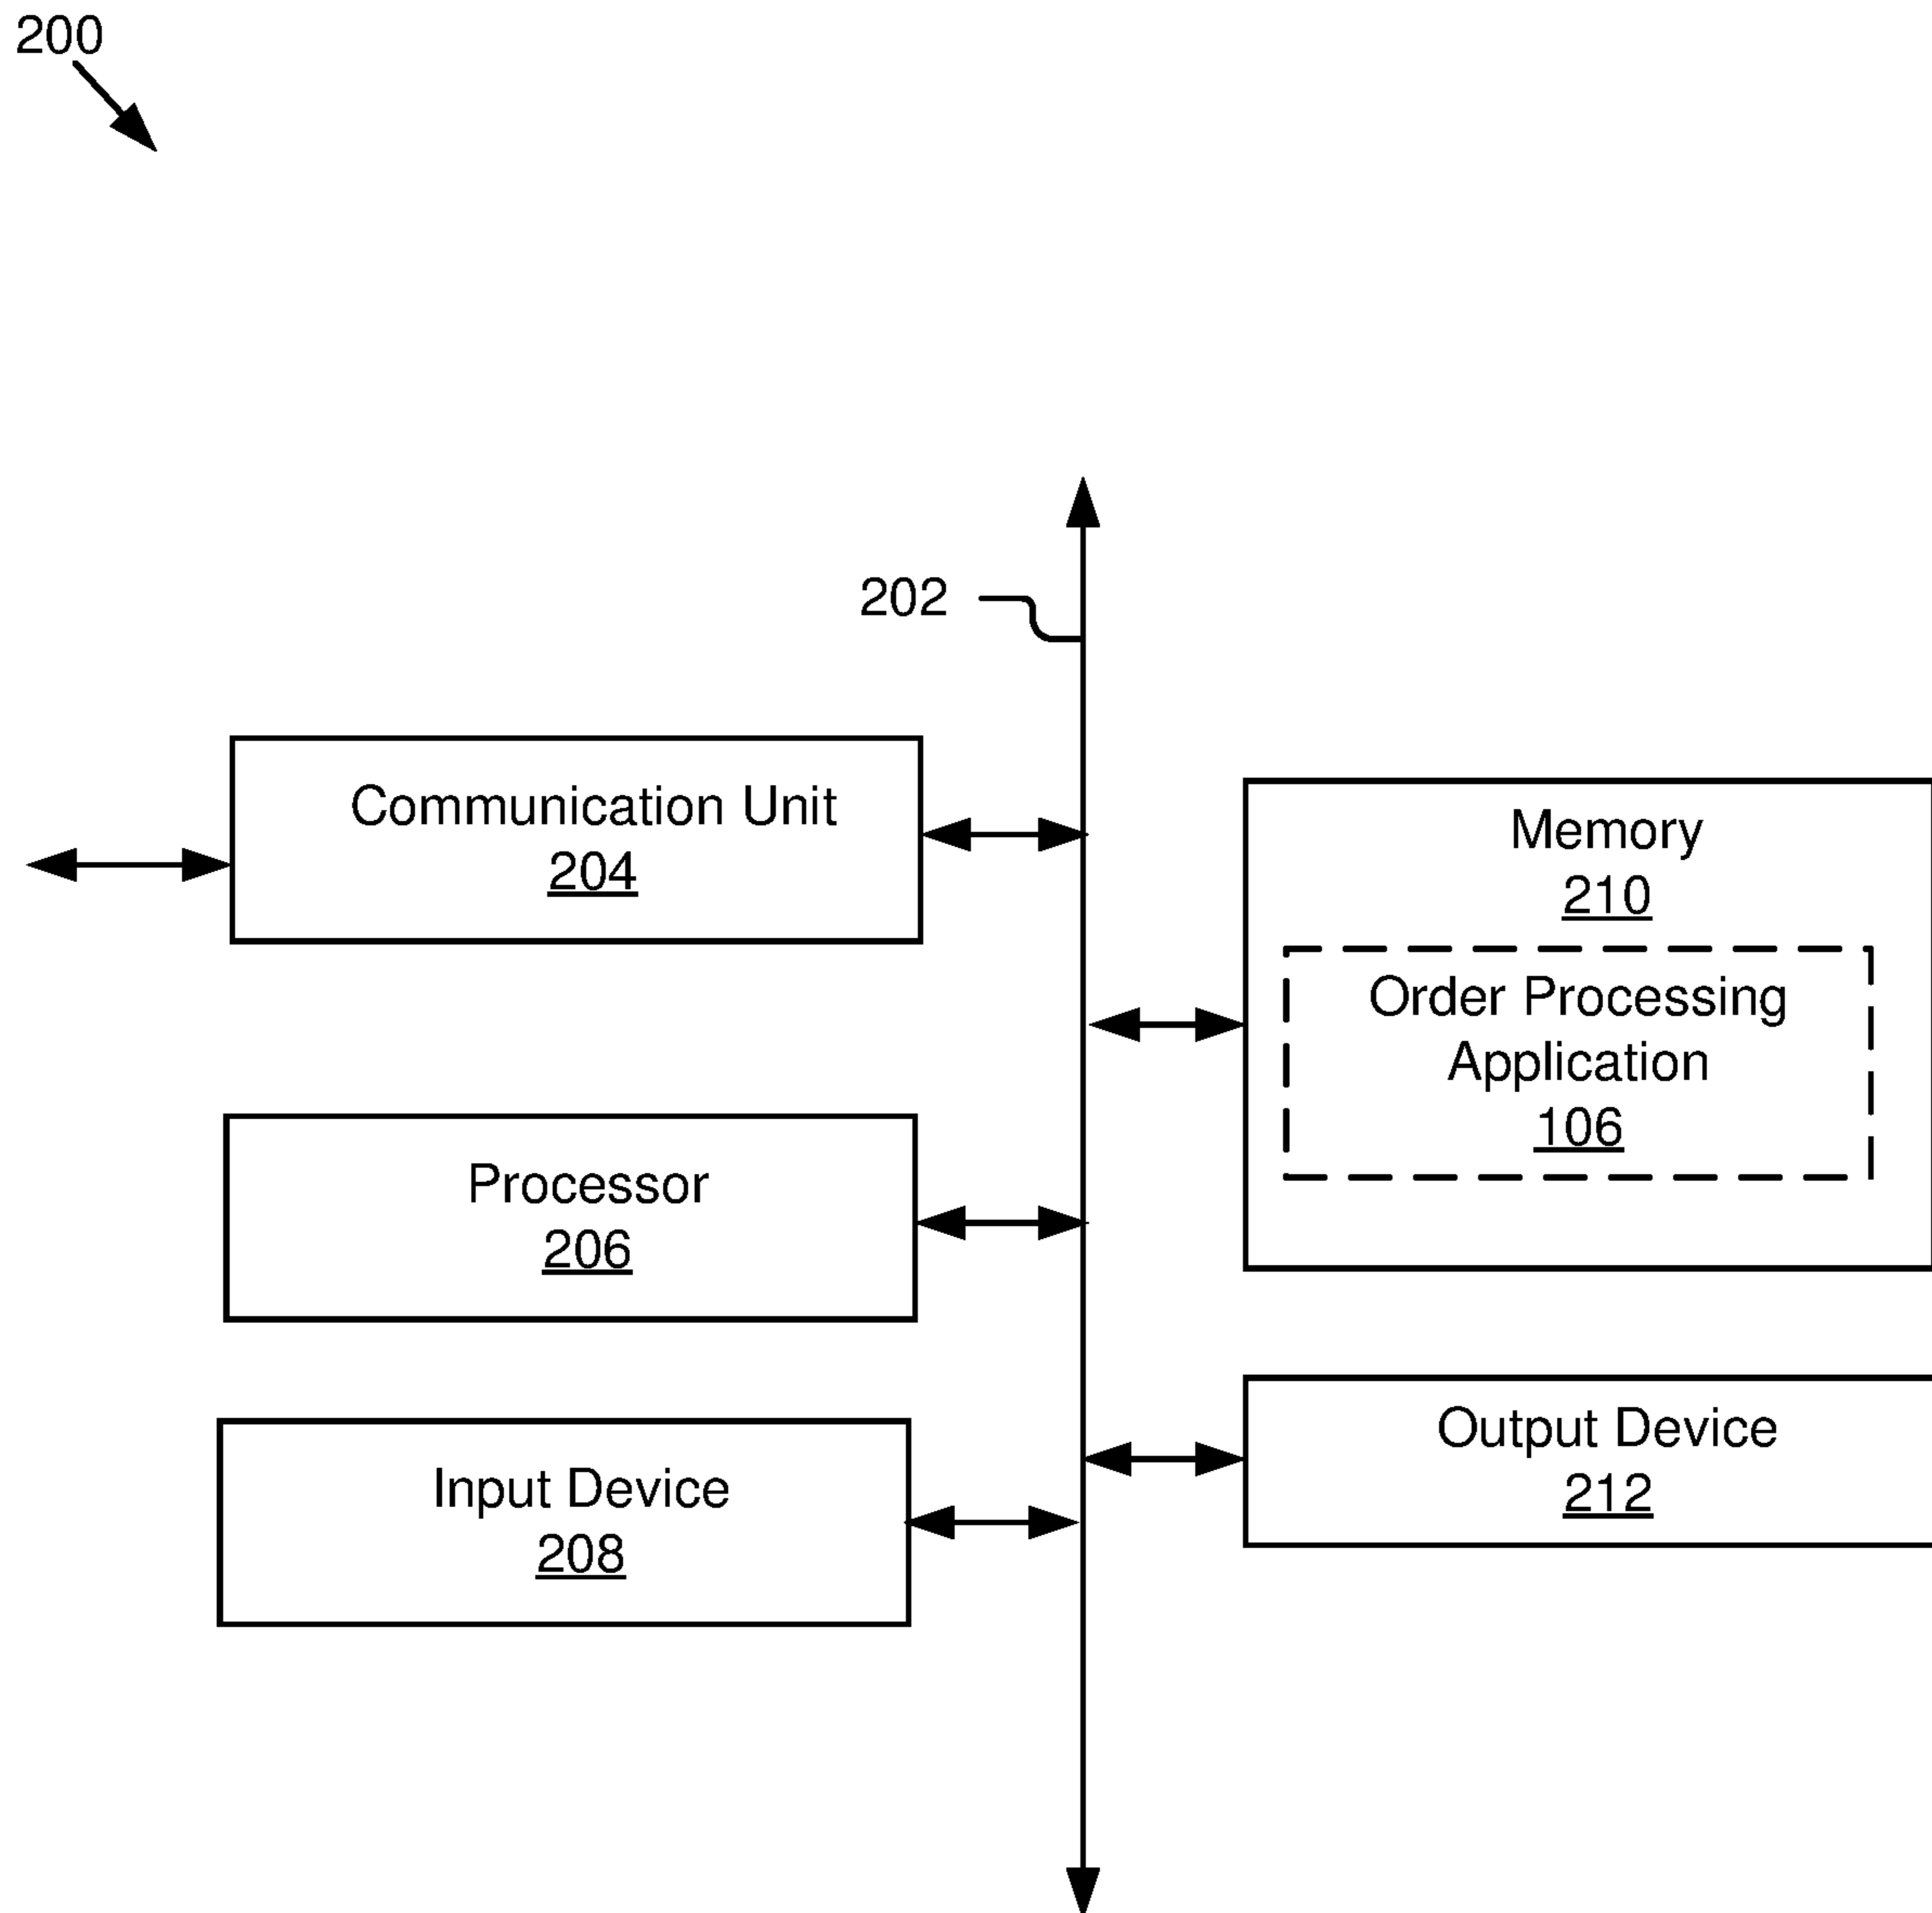 200
202
Communication Unit
204
Memory
210
Order Processing
Application
106
Processor
206
Input Device
208
Output Device
212